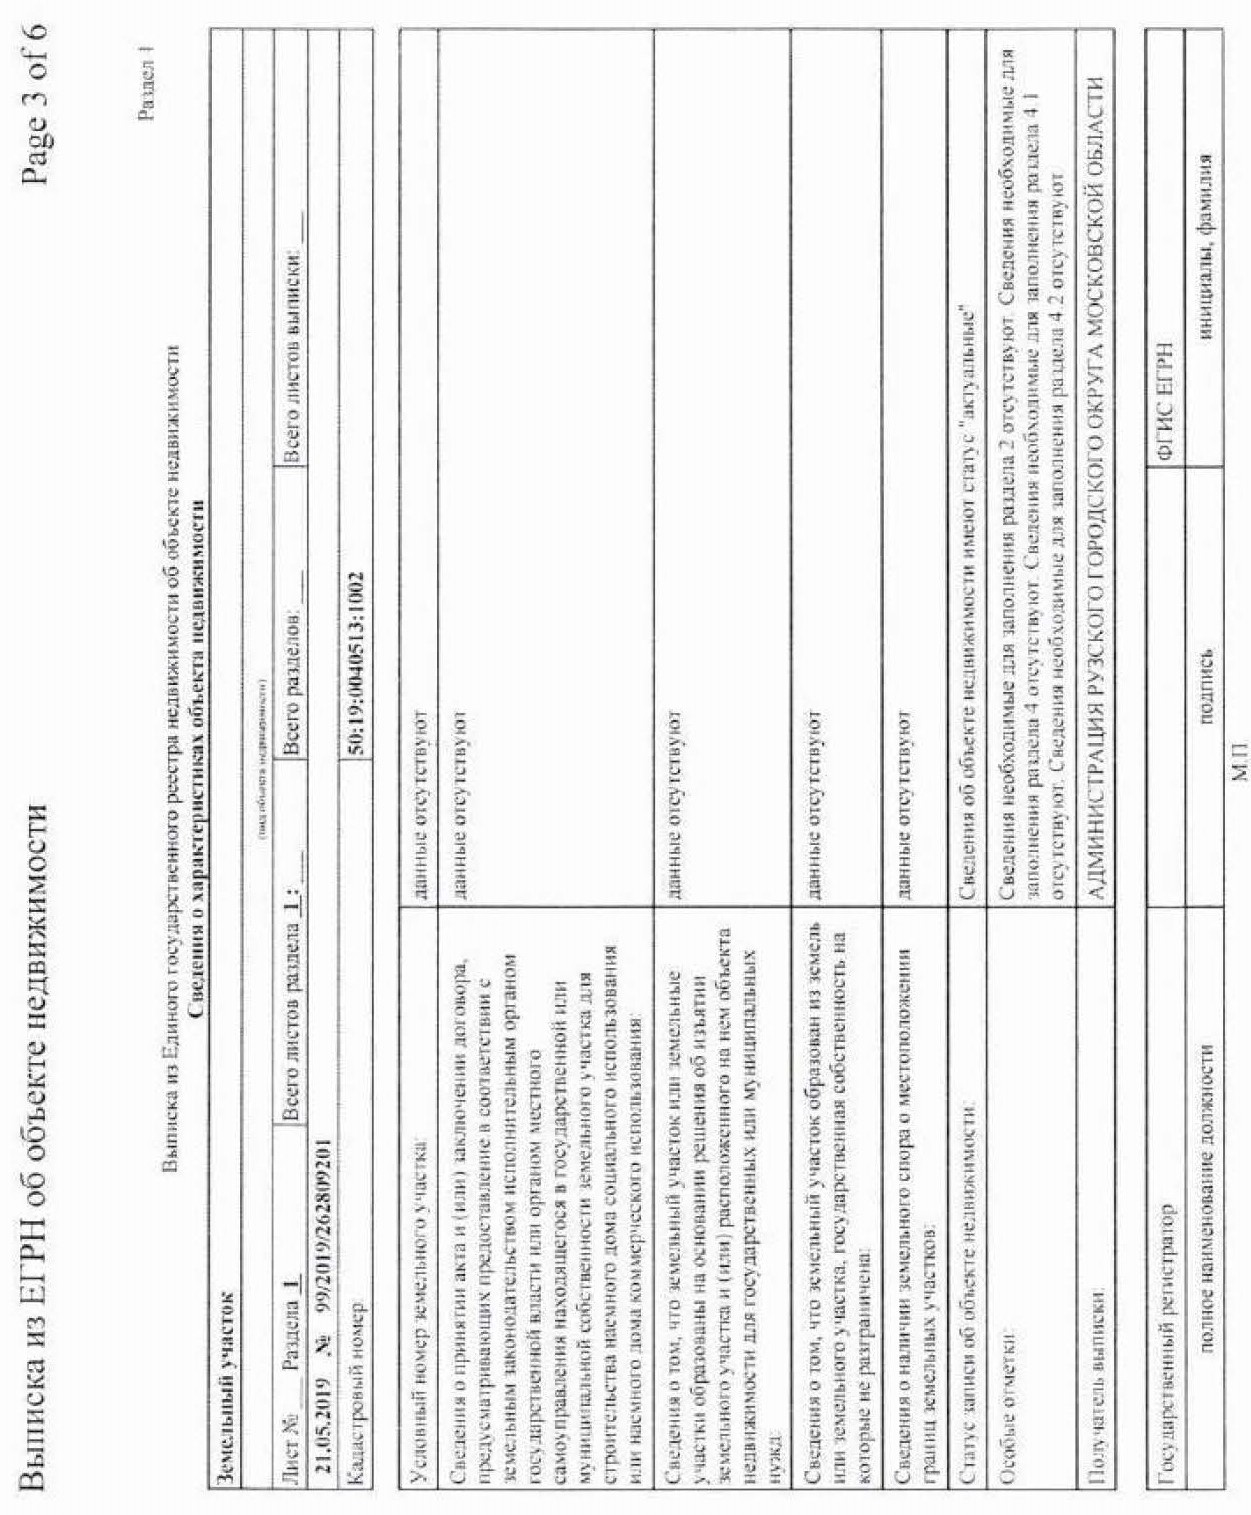 Выписка из ЕГРН об объекте недвижимости
Page 3 of 6
Раздел 1
Выписка из Единого государственного реестра недвижимости об объекте недвижимости
Сведения о характеристиках объекта недвижимости
Земельный участок
(вид объекта недвижимости)
Лист № ___ Раздела 1
Всего листов раздела 1: ___
Всего разделов: ___
Всего листов выписки: ___
21.05.2019 № 99/2019/262809201
Кадастровый номер:
50:19:0040513:1002
Условный номер земельного участка:
данные отсутствуют
Сведения о принятии акта и (или) заключении договора,
предусматривающих предоставление в соответствии с
земельным законодательством исполнительным органом
государственной власти или органом местного
самоуправления находящегося в государственной или
муниципальной собственности земельного участка для
строительства наемного дома социального использования
или наемного дома коммерческого использования:
данные отсутствуют
Сведения о том, что земельный участок или земельные
участки образованы на основании решения об изъятии
земельного участка и (или) расположенного на нем объекта
недвижимости для государственных или муниципальных
нужд:
данные отсутствуют
Сведения о том, что земельный участок образован из земель
или земельного участка, государственная собственность на
которые не разграничена:
данные отсутствуют
Сведения о наличии земельного спора о местоположении
границ земельных участков:
данные отсутствуют
Статус записи об объекте недвижимости:
Сведения об объекте недвижимости имеют статус "актуальные"
Особые отметки:
Сведения необходимые для заполнения раздела 2 отсутствуют. Сведения необходимые для
заполнения раздела 4 отсутствуют. Сведения необходимые для заполнения раздела 4.1
отсутствуют. Сведения необходимые для заполнения раздела 4.2 отсутствуют
Получатель выписки:
АДМИНИСТРАЦИЯ РУЗСКОГО ГОРОДСКОГО ОКРУГА МОСКОВСКОЙ ОБЛАСТИ
Государственный регистратор
ФГИС ЕГРН
полное наименование должности
подпись
инициалы, фамилия
М.П.